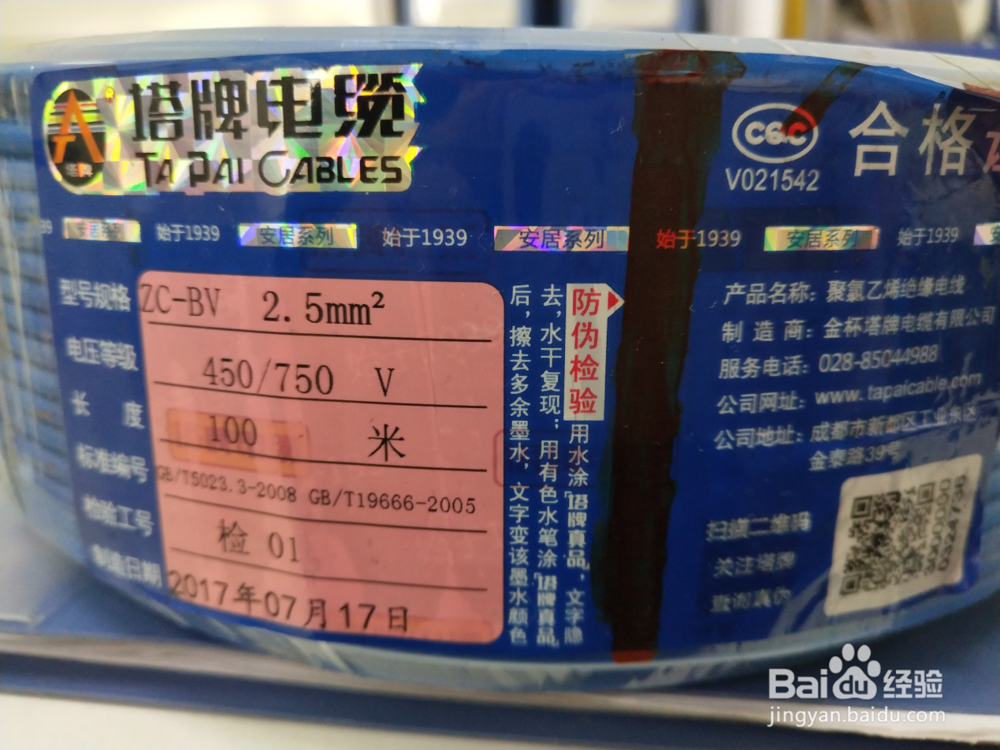 塔牌电缆
TA PAI CABLES
合格
V021542
安居系列 始于1939 安居系列 始于1939 安居系列 始于1939 安居系列 始于1939
型号规格 ZC-BV 2.5mm²
电压等级 450/750 V
长 度 100 米
标准编号 GB/T5023.3-2008 GB/T19666-2005
检验工号 检 01
制造日期 2017年07月17日
防伪检验
用水涂"塔牌真品,文字隐
去,水干复现;用有色水笔涂"塔牌真品
后,擦去多余墨水,文字变该墨水颜色
产品名称: 聚氯乙烯绝缘电线
制 造 商: 金杯塔牌电缆有限公司
服务电话: 028-85044988
公司网址: www.tapaicable.com
公司地址: 成都市新都区工业东区
金泰路39号
扫描二维码
关注塔牌
查询真伪
Baidu 经验
jingyan.baidu.com